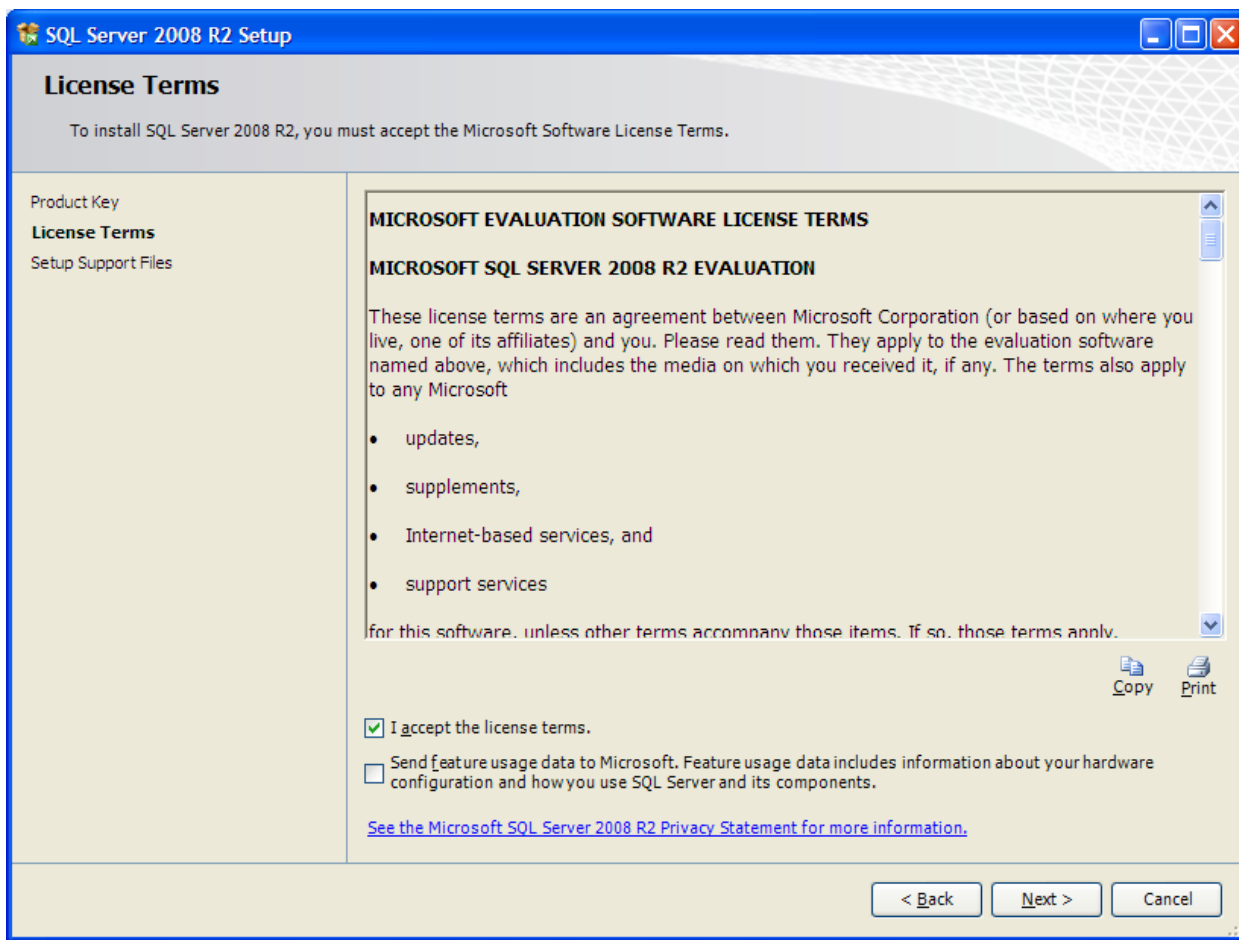 SQL Server 2008 R2 Setup
License Terms
To install SQL Server 2008 R2, you must accept the Microsoft Software License Terms.
Product Key
License Terms
Setup Support Files
MICROSOFT EVALUATION SOFTWARE LICENSE TERMS
MICROSOFT SQL SERVER 2008 R2 EVALUATION
These license terms are an agreement between Microsoft Corporation (or based on where you
live, one of its affiliates) and you. Please read them. They apply to the evaluation software
named above, which includes the media on which you received it, if any. The terms also apply
to any Microsoft
• updates,
• supplements,
• Internet-based services, and
• support services
for this software, unless other terms accompany those items. If so, those terms apply.
Copy Print
I accept the license terms.
Send feature usage data to Microsoft. Feature usage data includes information about your hardware
configuration and how you use SQL Server and its components.
See the Microsoft SQL Server 2008 R2 Privacy Statement for more information.
< Back Next > Cancel